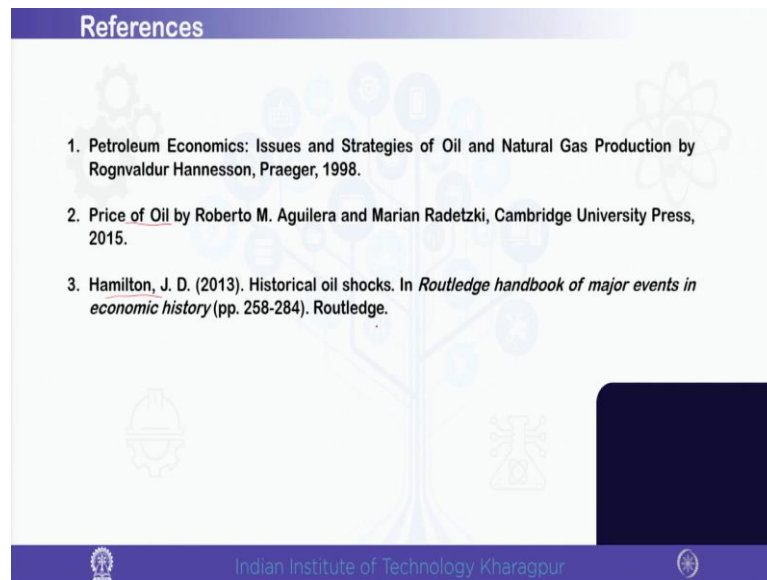 References
1. Petroleum Economics: Issues and Strategies of Oil and Natural Gas Production by
Rognvaldur Hannesson, Praeger, 1998.
2. Price of Oil by Roberto M. Aguilera and Marian Radetzki, Cambridge University Press,
2015.
3. Hamilton, J. D. (2013). Historical oil shocks. In Routledge handbook of major events in
economic history (pp. 258-284). Routledge.
Indian Institute of Technology Kharagpur